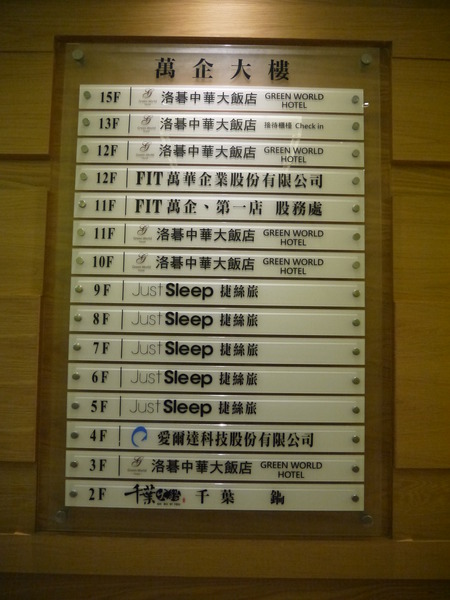 萬企大樓
15F 洛碁中華大飯店 GREEN WORLD HOTEL
13F 洛碁中華大飯店 接待櫃檯 Check in
12F 洛碁中華大飯店 GREEN WORLD HOTEL
12F FIT萬華企業股份有限公司
11F FIT萬企、第一店 股務處
11F 洛碁中華大飯店 GREEN WORLD HOTEL
10F 洛碁中華大飯店 GREEN WORLD HOTEL
9F Just Sleep 捷絲旅
8F Just Sleep 捷絲旅
7F Just Sleep 捷絲旅
6F Just Sleep 捷絲旅
5F Just Sleep 捷絲旅
4F 愛爾達科技股份有限公司
3F 洛碁中華大飯店 GREEN WORLD HOTEL
2F 千葉 千葉 鍋